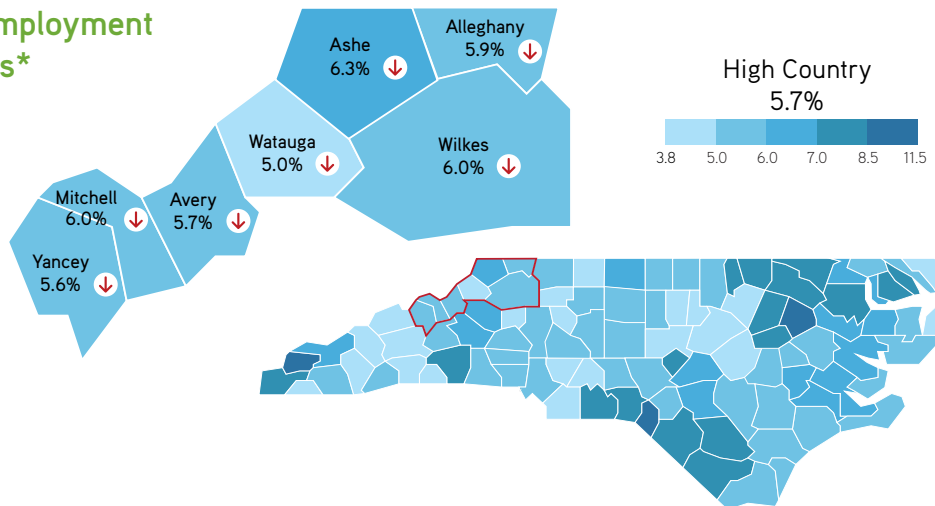 mployment
s*
Ashe
6.3%
Alleghany
5.9%
Watauga
5.0%
Wilkes
6.0%
Mitchell
6.0%
Avery
5.7%
Yancey
5.6%
High Country
5.7%
3.8 5.0 6.0 7.0 8.5 11.5